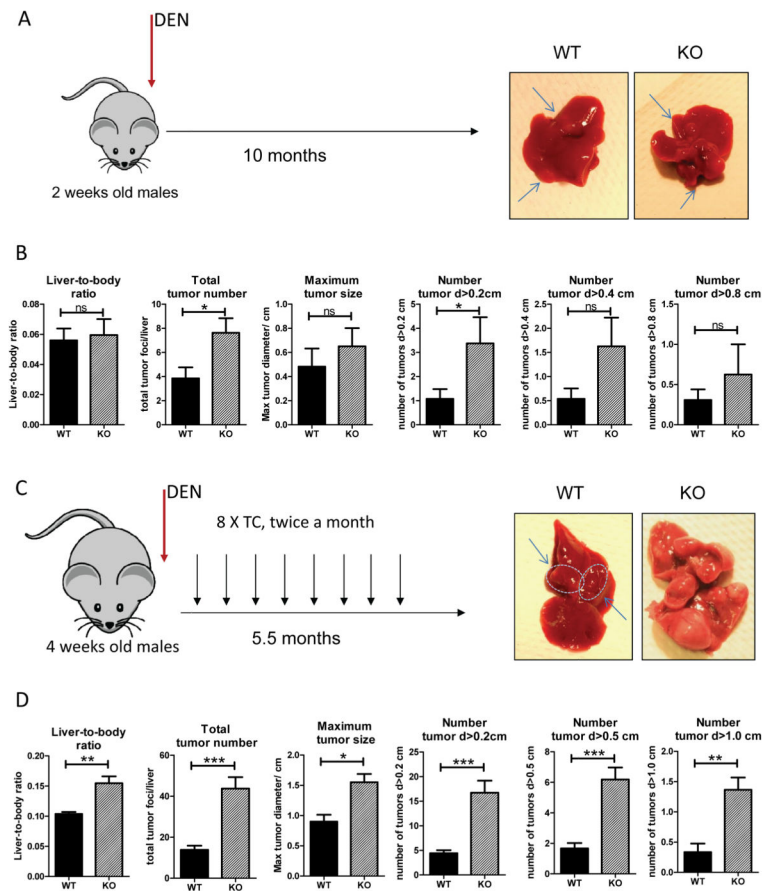 A
DEN
10 months
2 weeks old males
WT
KO
B
Liver-to-body
ratio
Liver-to-body ratio
0.08
0.06
0.04
0.02
0.00
ns
WT
KO
Total
tumor number
total tumor foci/liver
10
8
6
4
2
0
*
WT
KO
Maximum
tumor size
Max tumor diameter/ cm
1.0
0.8
0.6
0.4
0.2
0.0
ns
WT
KO
Number
tumor d>0.2cm
number of tumors d>0.2 cm
5
4
3
2
1
0
*
WT
KO
Number
tumor d>0.4 cm
number of tumors d>0.4 cm
2.5
2.0
1.5
1.0
0.5
0.0
ns
WT
KO
Number
tumor d>0.8 cm
number of tumors d>0.8 cm
1.5
1.0
0.5
0.0
ns
WT
KO
C
DEN
8 X TC, twice a month
5.5 months
4 weeks old males
WT
KO
D
Liver-to-body
ratio
Liver-to-body ratio
0.20
0.15
0.10
0.05
0.00
**
WT
KO
Total
tumor number
total tumor foci/liver
60
40
20
0
***
WT
KO
Maximum
tumor size
Max tumor diameter/ cm
2.0
1.5
1.0
0.5
0.0
*
WT
KO
Number
tumor d>0.2cm
number of tumors d>0.2 cm
25
20
15
10
5
0
***
WT
KO
Number
tumor d>0.5 cm
number of tumors d>0.5 cm
8
6
4
2
0
***
WT
KO
Number
tumor d>1.0 cm
number of tumors d>1.0 cm
2.0
1.5
1.0
0.5
0.0
**
WT
KO